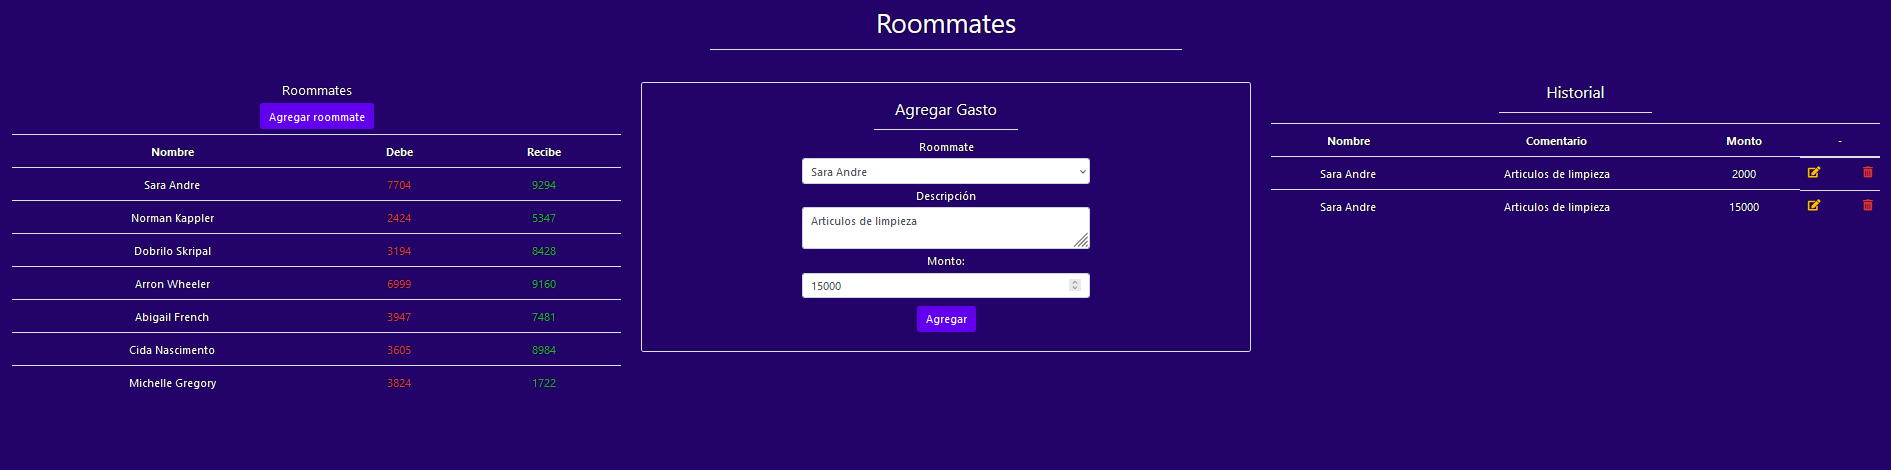 Roommates
Roommates
Agregar roommate
Nombre Debe Recibe
Sara Andre 7704 9294
Norman Kappler 2424 5347
Dobrilo Skripal 3194 8428
Arron Wheeler 6999 9160
Abigail French 3947 7481
Cida Nascimento 3605 8984
Michelle Gregory 3824 1722
Agregar Gasto
Roommate
Sara Andre
Descripción
Articulos de limpieza
Monto:
15000
Agregar
Historial
Nombre Comentario Monto -
Sara Andre Articulos de limpieza 2000
Sara Andre Articulos de limpieza 15000